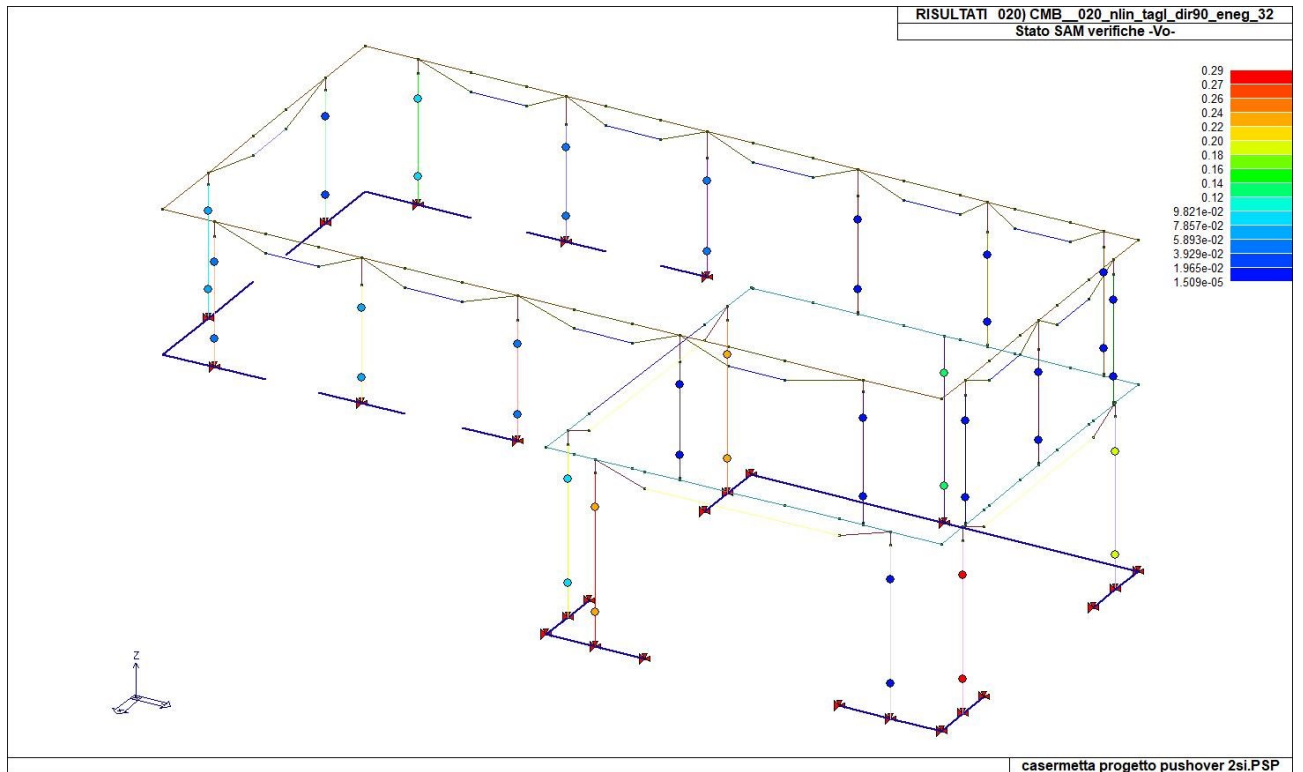 RISULTATI 020) CMB__020_nlin_tagl_dir90_eneg_32
Stato SAM verifiche -Vo-
0.29
0.27
0.26
0.24
0.22
0.20
0.18
0.16
0.14
0.12
9.821e-02
7.857e-02
5.893e-02
3.929e-02
1.965e-02
1.509e-05
Z
casermetta progetto pushover 2si.PSP